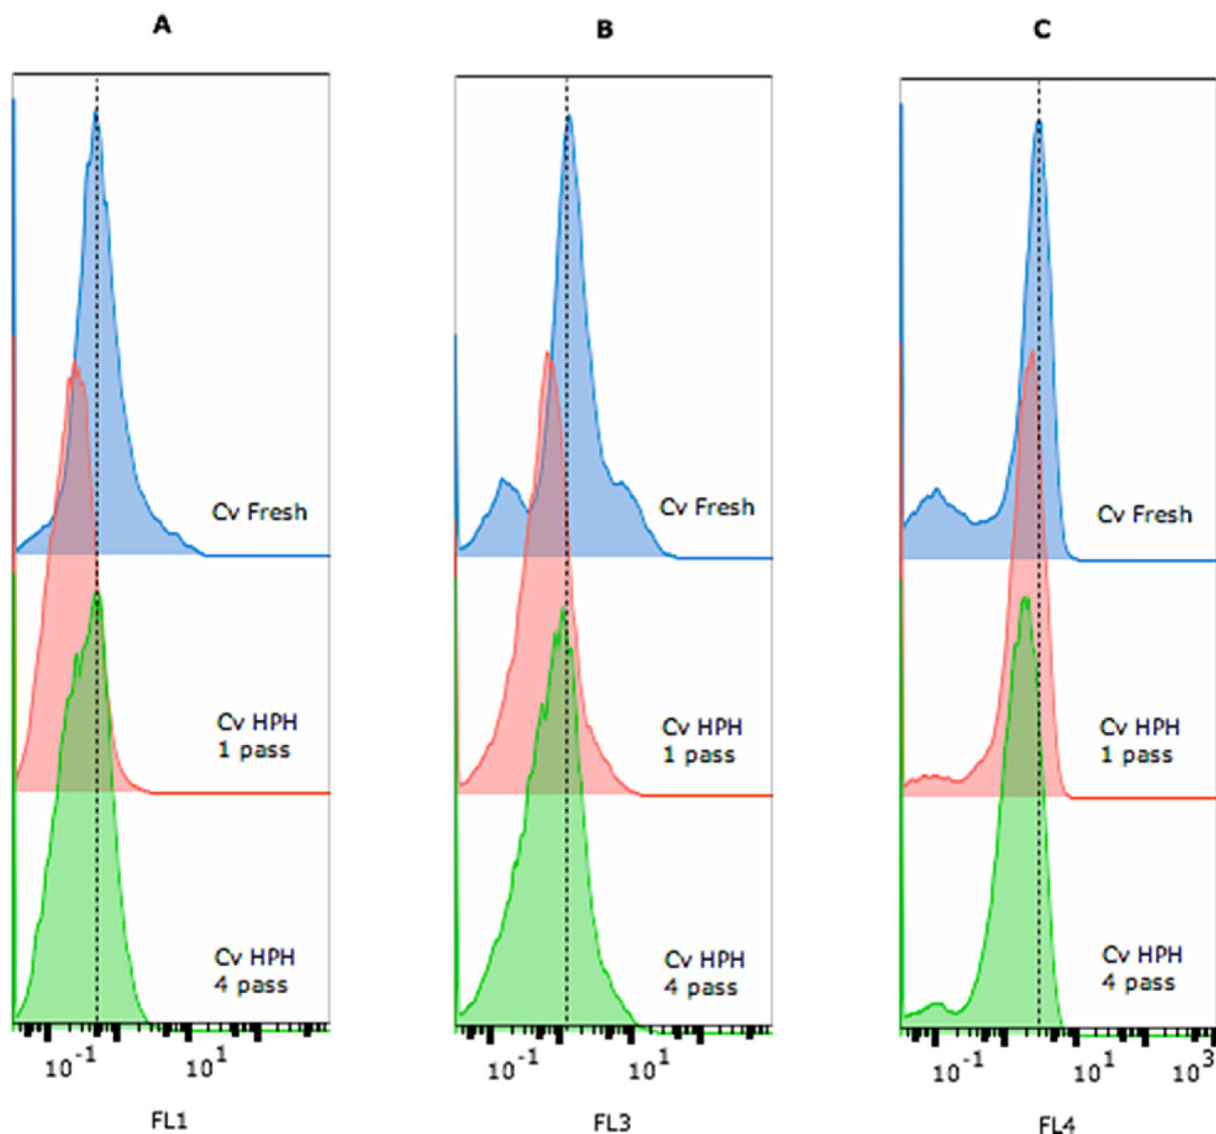 A
B
C
Cv Fresh
Cv Fresh
Cv Fresh
Cv HPH
1 pass
Cv HPH
1 pass
Cv HPH
1 pass
Cv HPH
4 pass
Cv HPH
4 pass
Cv HPH
4 pass
10⁻¹ 10¹
10⁻¹ 10¹
10⁻¹ 10¹ 10³
FL1
FL3
FL4